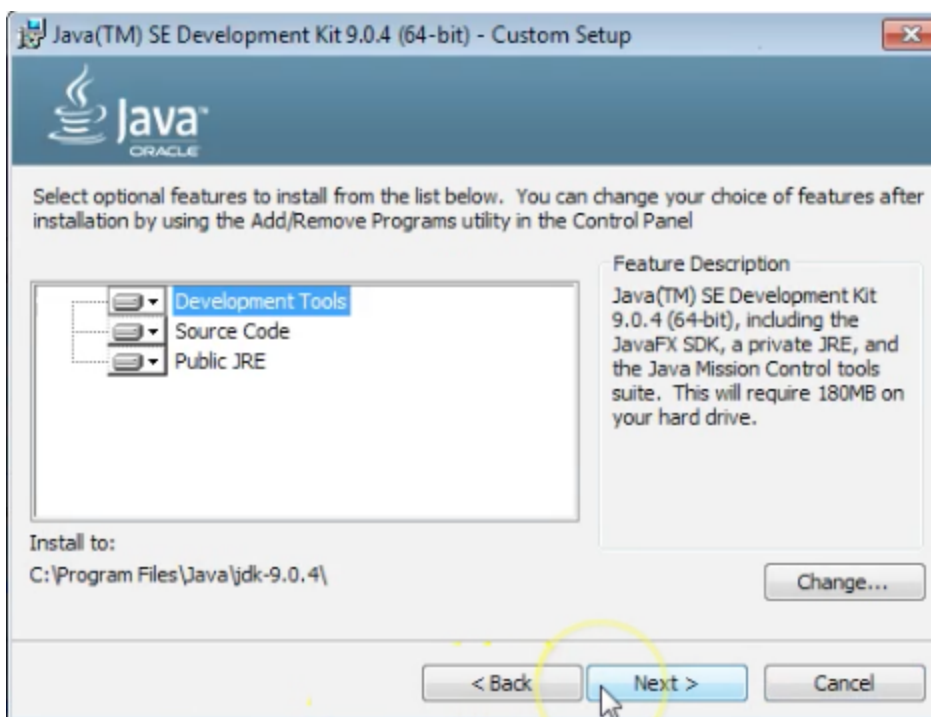 Java(TM) SE Development Kit 9.0.4 (64-bit) - Custom Setup
Java™
ORACLE
Select optional features to install from the list below.  You can change your choice of features after
installation by using the Add/Remove Programs utility in the Control Panel
Development Tools
Source Code
Public JRE
Feature Description
Java(TM) SE Development Kit
9.0.4 (64-bit), including the
JavaFX SDK, a private JRE, and
the Java Mission Control tools
suite.  This will require 180MB on
your hard drive.
Install to:
C:\Program Files\Java\jdk-9.0.4\
Change...
< Back
Next >
Cancel